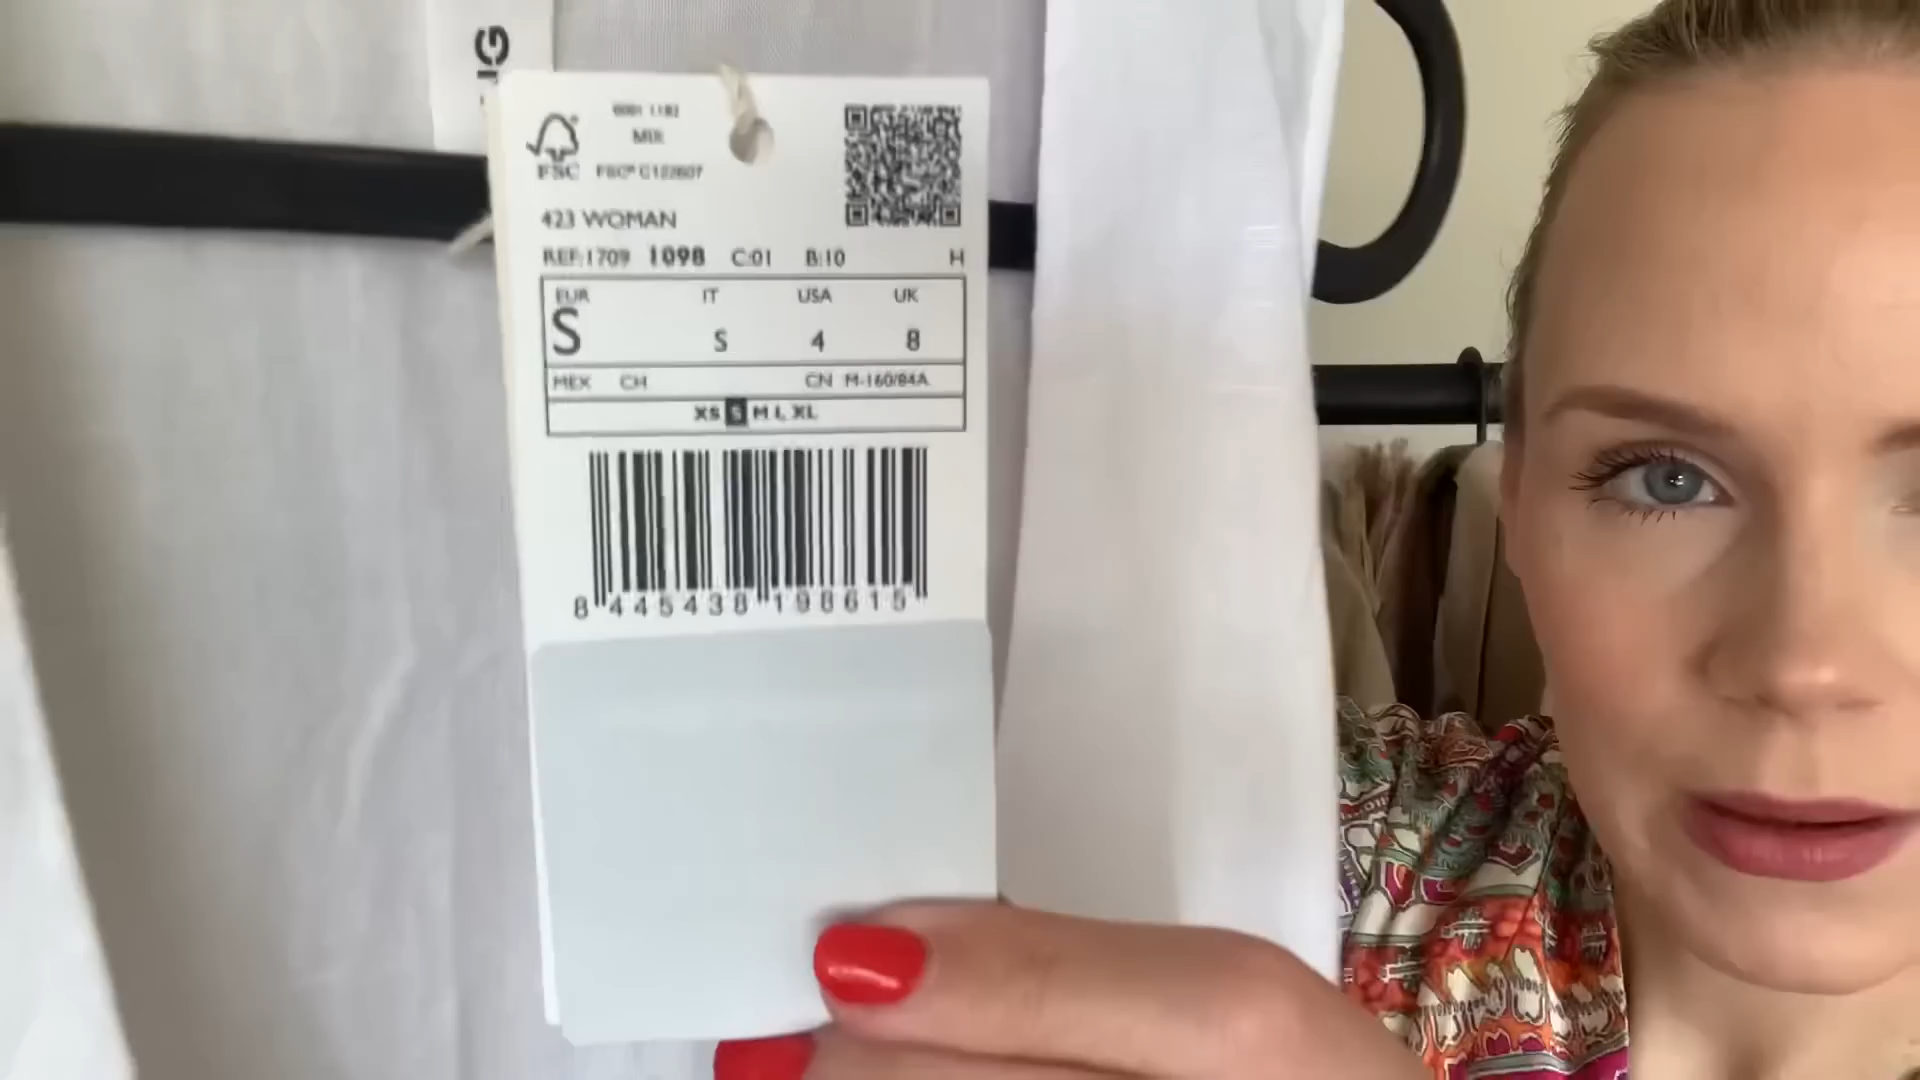 MIX
FSC FSC® C122607
423 WOMAN
REF:1709 1098 C:01 B:10 H
EUR IT USA UK
S S 4 8
MEX CH CN M-160/84A
XS S M L XL
8 445438 198615